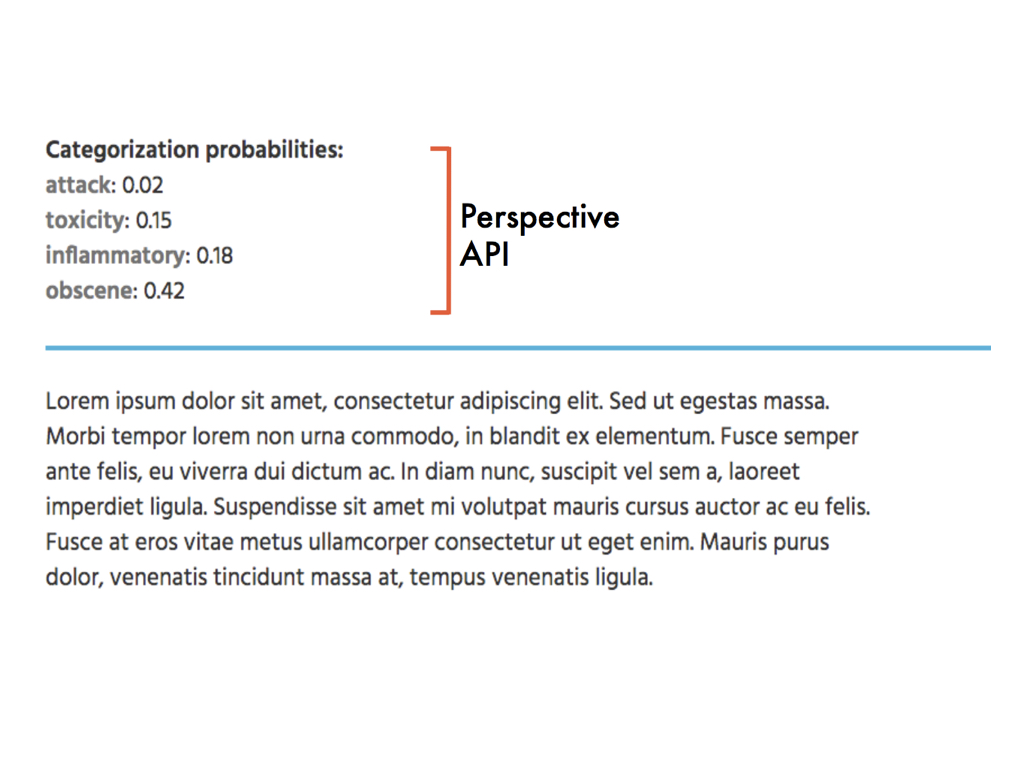 Categorization probabilities:
attack: 0.02
toxicity: 0.15
inflammatory: 0.18
obscene: 0.42
Perspective
API
Lorem ipsum dolor sit amet, consectetur adipiscing elit. Sed ut egestas massa.
Morbi tempor lorem non urna commodo, in blandit ex elementum. Fusce semper
ante felis, eu viverra dui dictum ac. In diam nunc, suscipit vel sem a, laoreet
imperdiet ligula. Suspendisse sit amet mi volutpat mauris cursus auctor ac eu felis.
Fusce at eros vitae metus ullamcorper consectetur ut eget enim. Mauris purus
dolor, venenatis tincidunt massa at, tempus venenatis ligula.